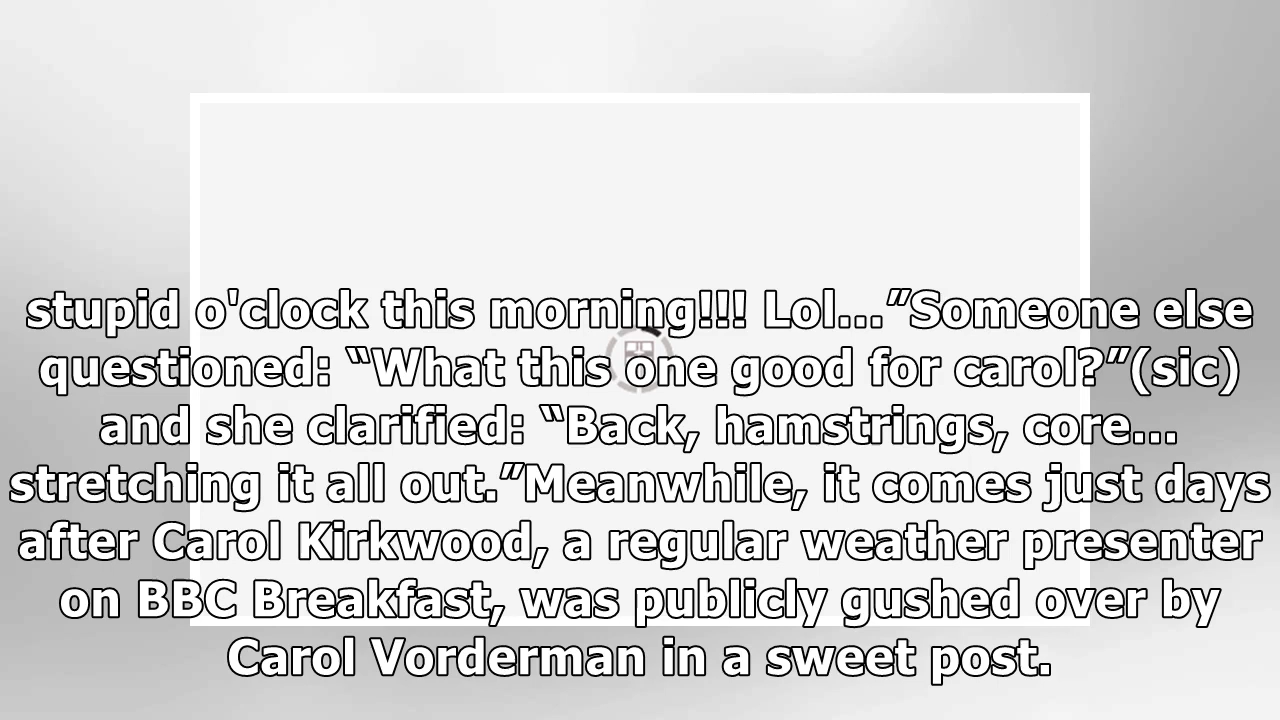 stupid o'clock this morning!!! Lol...”Someone else
questioned: “What this one good for carol?”(sic)
and she clarified: “Back, hamstrings, core...
stretching it all out.”Meanwhile, it comes just days
after Carol Kirkwood, a regular weather presenter
on BBC Breakfast, was publicly gushed over by
Carol Vorderman in a sweet post.